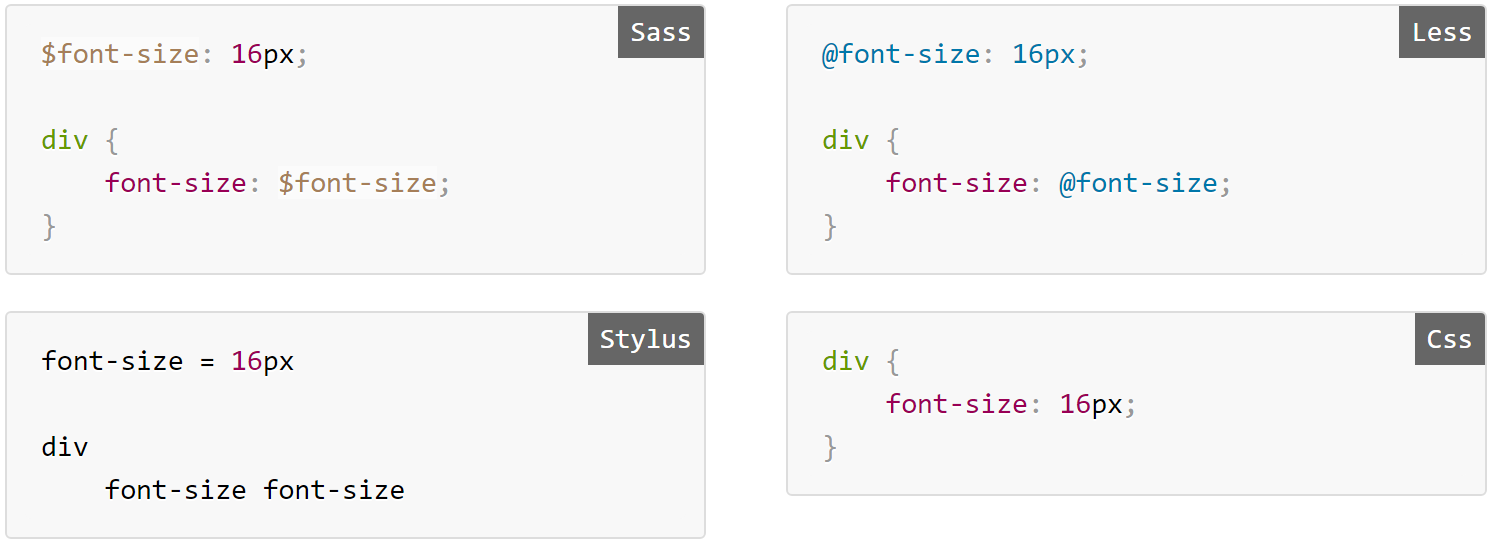 Sass
$font-size: 16px;
div {
    font-size: $font-size;
}
Less
@font-size: 16px;
div {
    font-size: @font-size;
}
Stylus
font-size = 16px
div
    font-size font-size
Css
div {
    font-size: 16px;
}